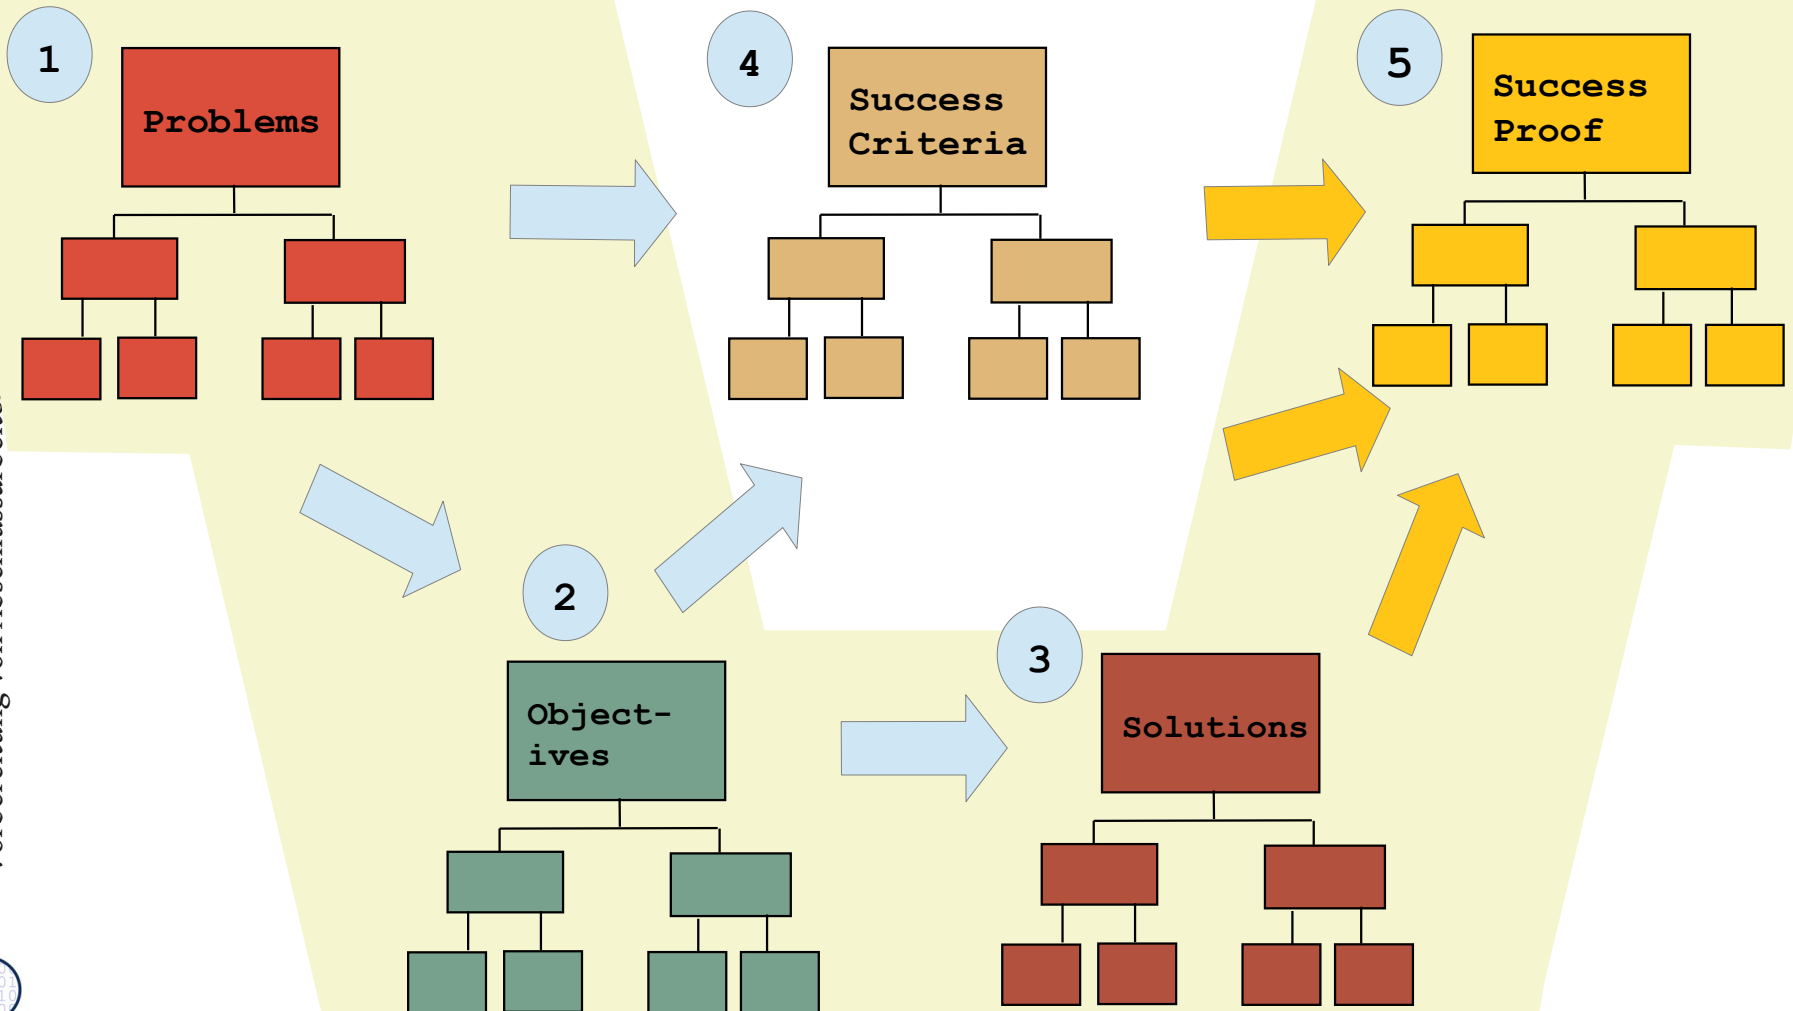 1
Problems
4
Success
Criteria
5
Success
Proof
2
Object-
ives
3
Solutions